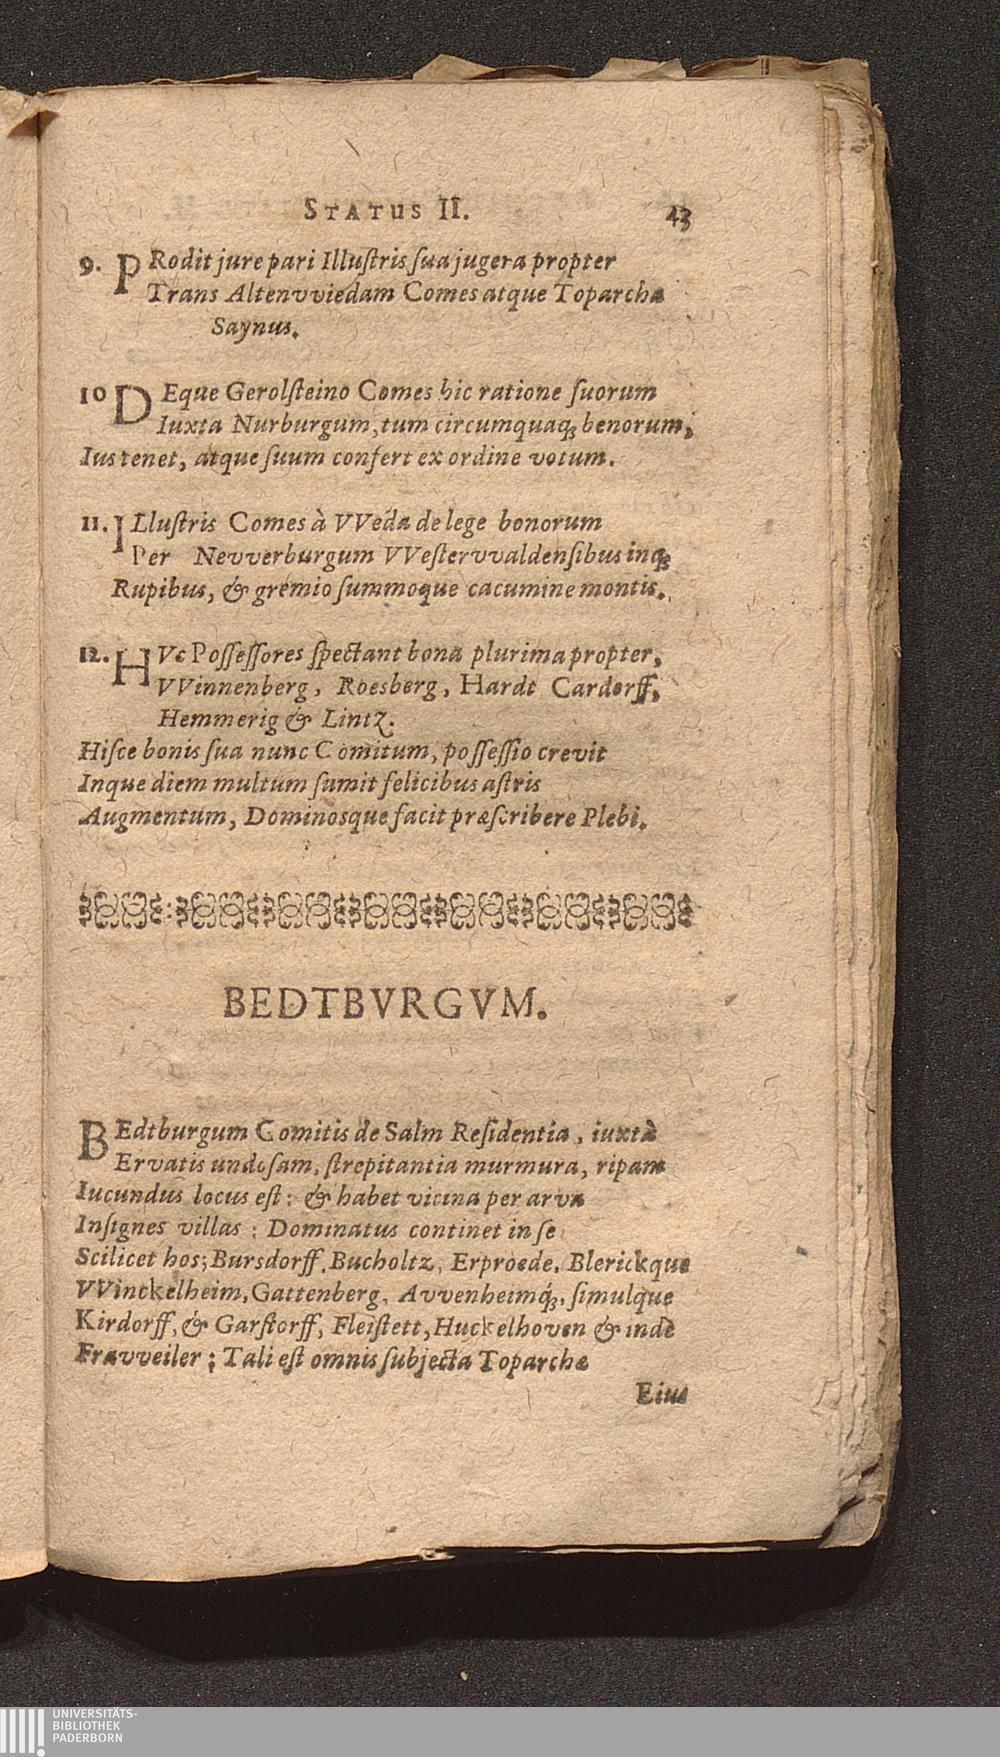 STATUS II. 43
9. PRodit jure pari Illuſtris ſua jugera propter
Trans Altenvviedam Comes atque Toparcha
Saynus.
10 DEque Gerolſteino Comes hic ratione ſuorum
Iuxta Nurburgum, tum circumquaq; benorum,
Ius tenet, atque ſuum confert ex ordine votum.
11. ILluſtris Comes à VVeda de lege bonorum
Per Nevverburgum VVeſtervvaldenſibus inq;
Rupibus, & gremio ſummoque cacumine montis.
12. HVc Poſſeſſores ſpectant bona plurima propter,
VVinnenberg, Roesberg, Hardt Cardorff,
Hemmerig & Lintz.
Hiſce bonis ſua nunc Comitum, poſſeſſio crevit
Inque diem multum ſumit felicibus aſtris
Augmentum, Dominosque facit præſcribere Plebi.
BEDTBVRGVM.
BEdtburgum Comitis de Salm Reſidentia, iuxtà
Ervatis undoſam, ſtrepitantia murmura, ripam
Iucundus locus eſt: & habet vicina per arva
Inſignes villas: Dominatus continet in ſe
Scilicet hos; Bursdorff, Bucholtz, Erproede, Blerickque
VVinckelheim, Gattenberg, Avvenheimq́;, ſimulque
Kirdorff, & Garſtorff, Fleiſtett, Huckelhoven & inde
Fravveiler; Tali eſt omnis ſubjecta Toparchæ
Eius
UNIVERSITÄTS-
BIBLIOTHEK
PADERBORN